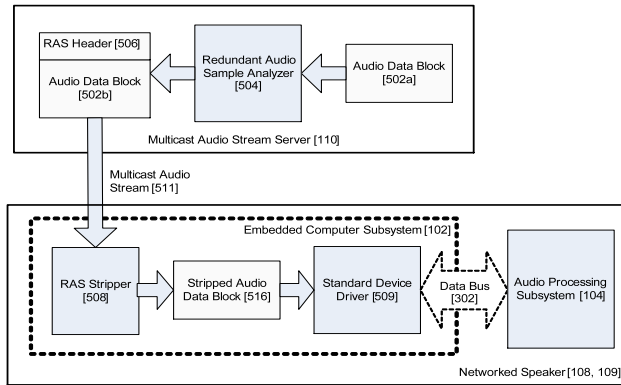 RAS Header [506]
Audio Data Block
[502b]
Redundant Audio
Sample Analyzer
[504]
Audio Data Block
[502a]
Multicast Audio Stream Server [110]
Multicast Audio
Stream [511]
Embedded Computer Subsystem [102]
RAS Stripper
[508]
Stripped Audio
Data Block [516]
Standard Device
Driver [509]
Data Bus
[302]
Audio Processing
Subsystem [104]
Networked Speaker [108, 109]